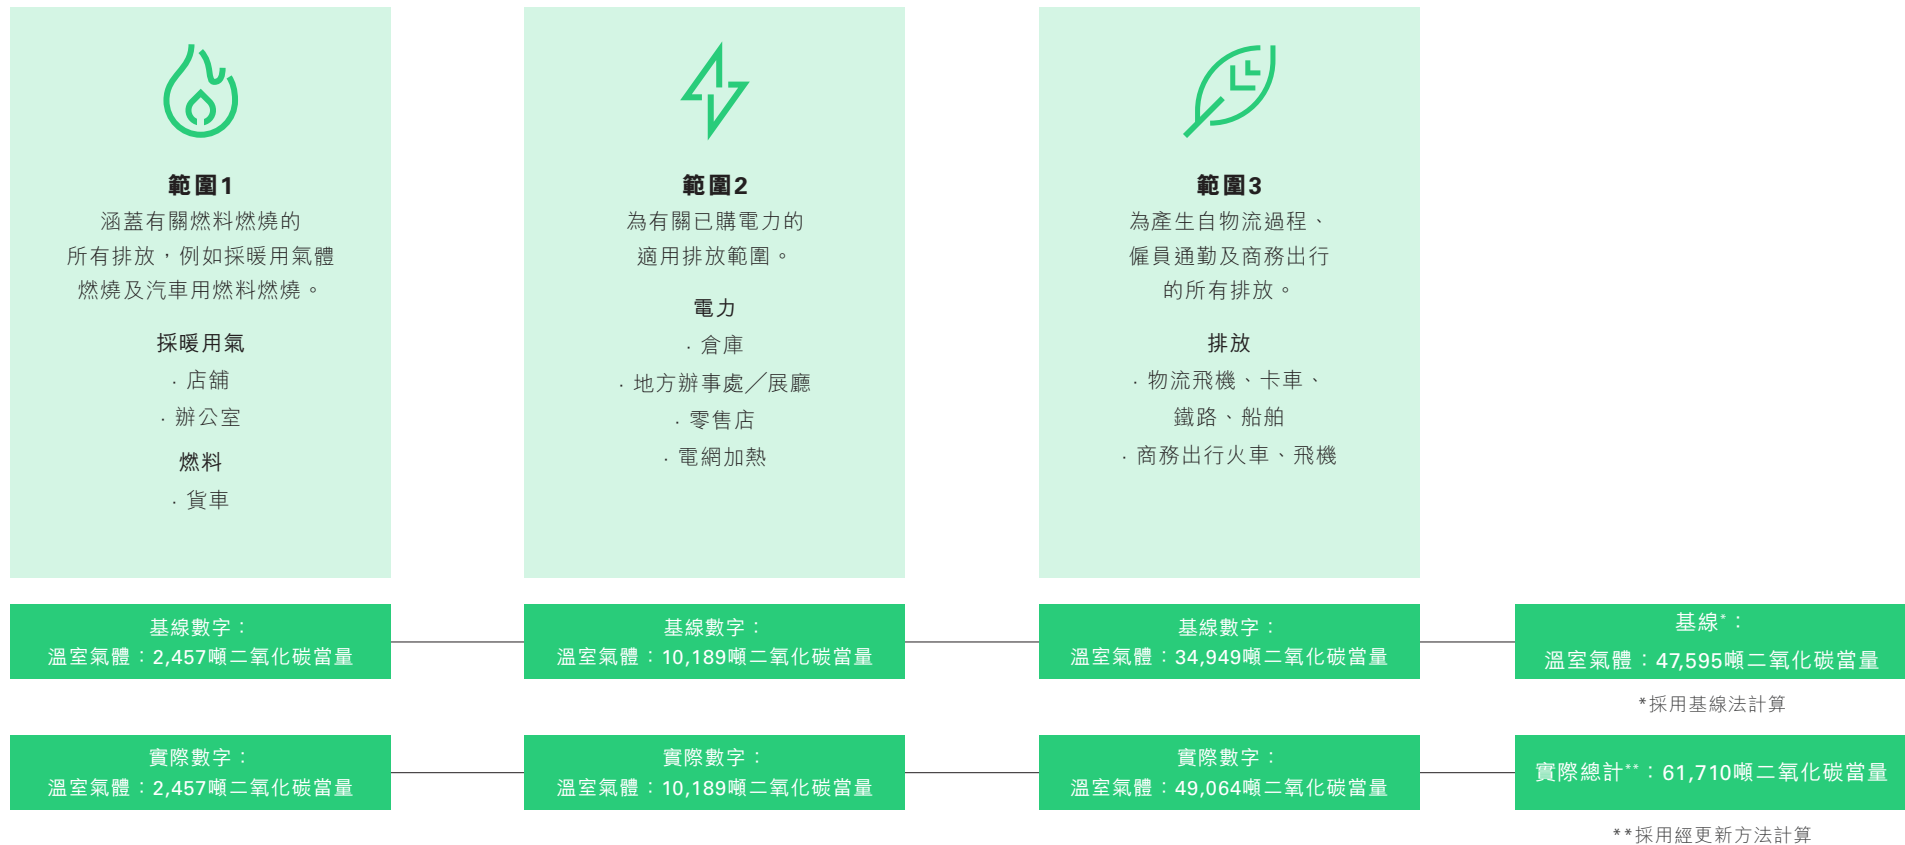 範圍1
涵蓋有關燃料燃燒的
所有排放，例如採暖用氣體
燃燒及汽車用燃料燃燒。
採暖用氣
· 店舖
· 辦公室
燃料
· 貨車
範圍2
為有關已購電力的
適用排放範圍。
電力
· 倉庫
· 地方辦事處／展廳
· 零售店
· 電網加熱
範圍3
為產生自物流過程、
僱員通勤及商務出行
的所有排放。
排放
· 物流飛機、卡車、
鐵路、船舶
· 商務出行火車、飛機
基線數字：
溫室氣體：2,457噸二氧化碳當量
基線數字：
溫室氣體：10,189噸二氧化碳當量
基線數字：
溫室氣體：34,949噸二氧化碳當量
基線*：
溫室氣體：47,595噸二氧化碳當量
*採用基線法計算
實際數字：
溫室氣體：2,457噸二氧化碳當量
實際數字：
溫室氣體：10,189噸二氧化碳當量
實際數字：
溫室氣體：49,064噸二氧化碳當量
實際總計**：61,710噸二氧化碳當量
**採用經更新方法計算